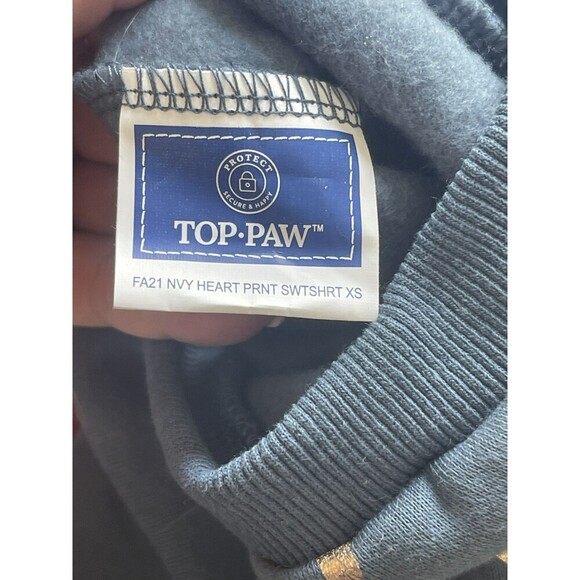 PROTECT
SECURE & HAPPY
TOP•PAW™
FA21 NVY HEART PRNT SWTSHRT XS